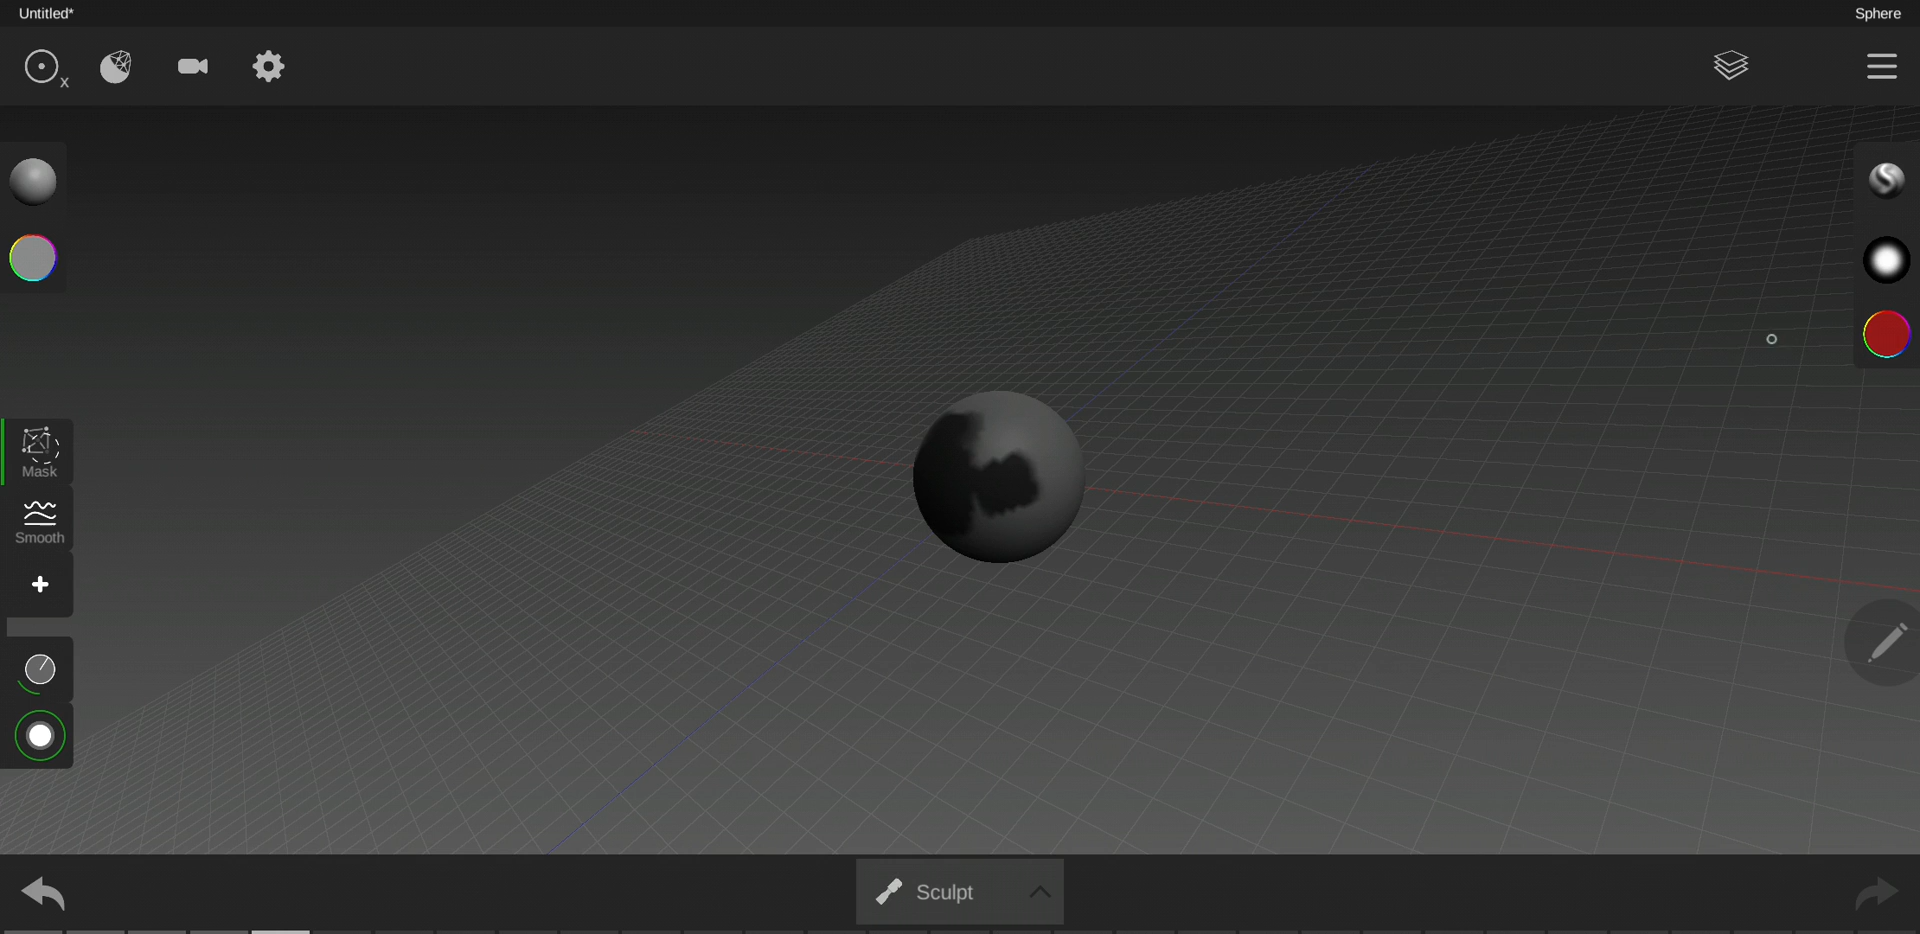 Untitled*
Sphere
x
Mask
Smooth
Sculpt